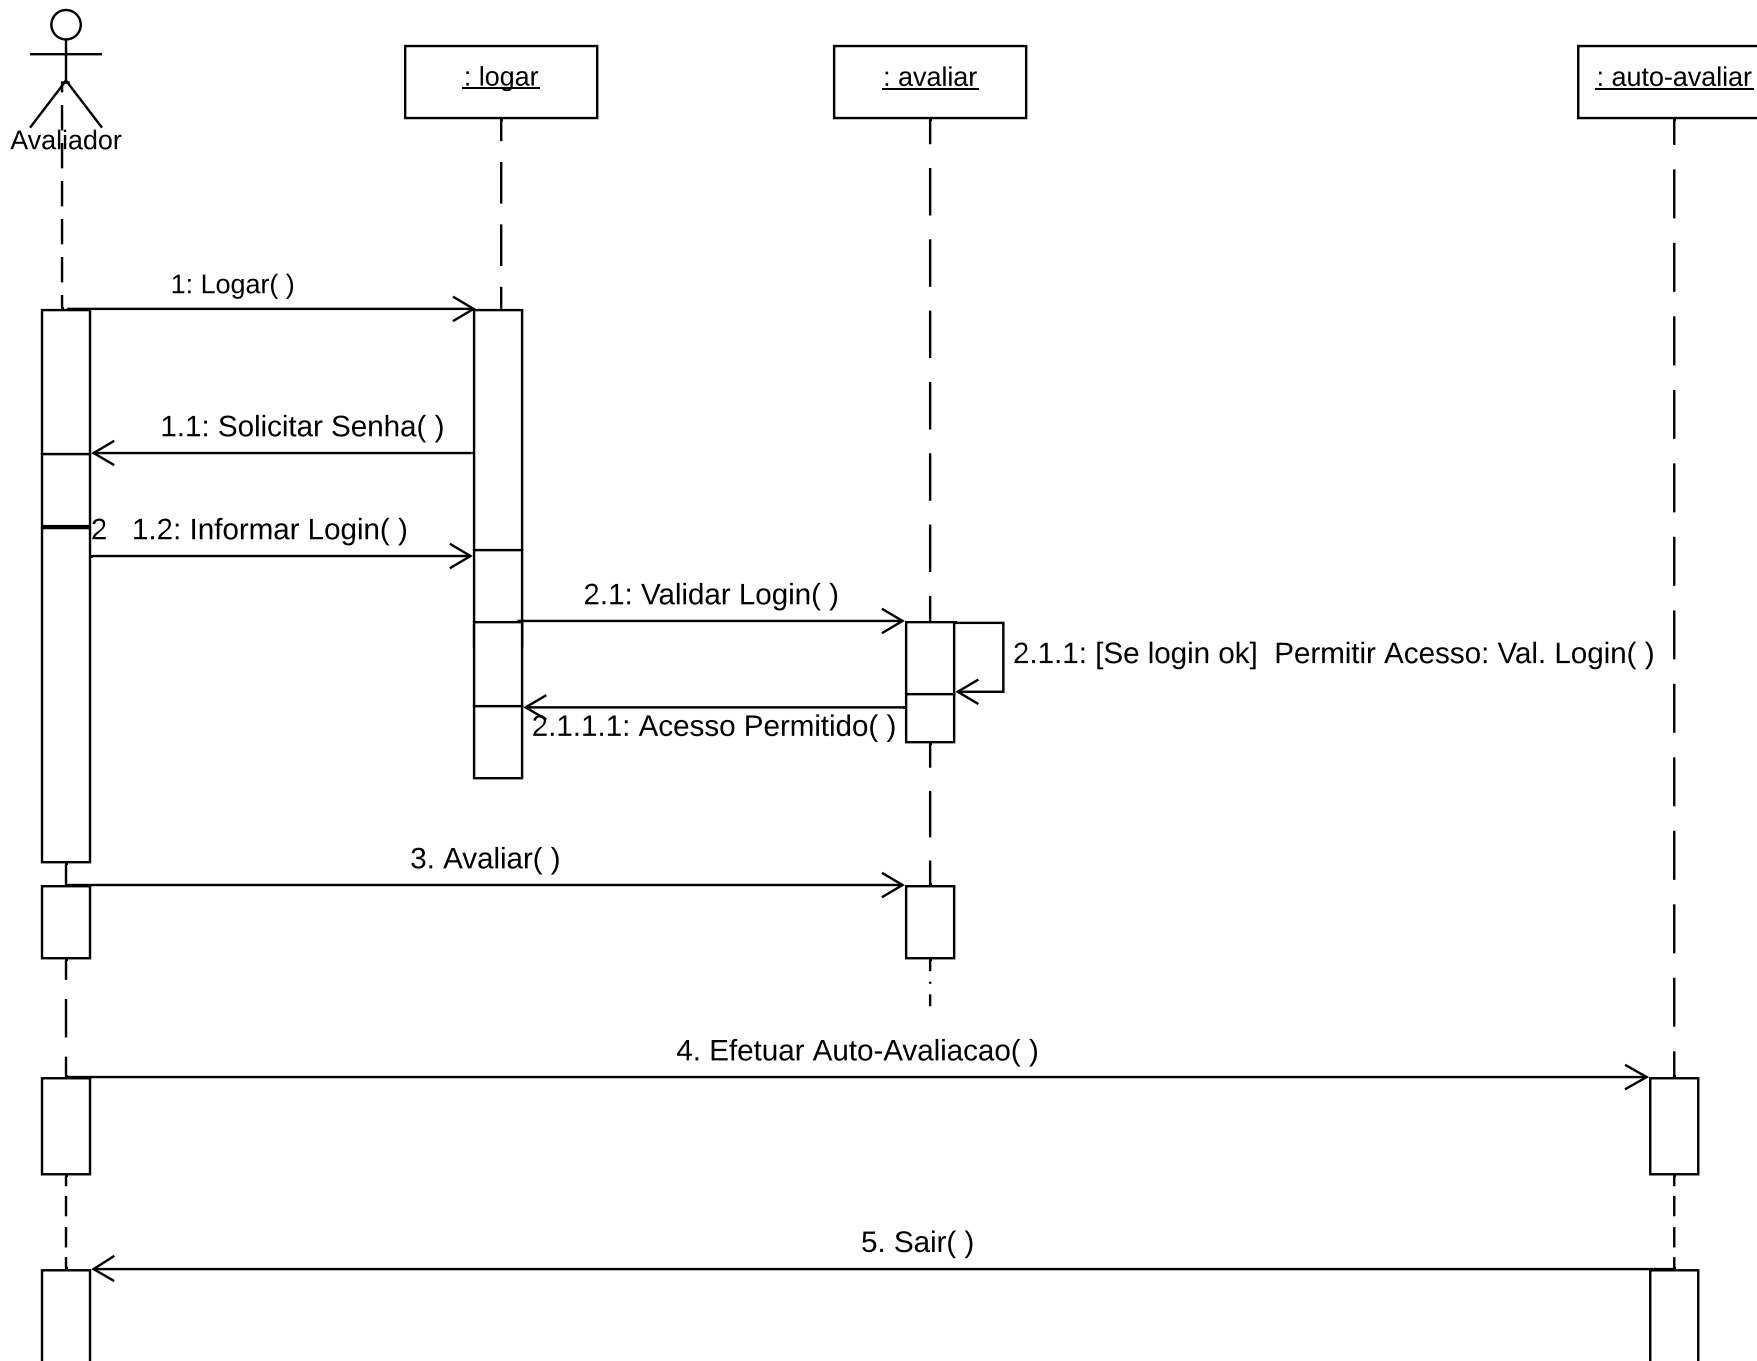 : logar
: avaliar
: auto-avaliar
Avaliador
1: Logar( )
1.1: Solicitar Senha( )
2 1.2: Informar Login( )
2.1: Validar Login( )
2.1.1: [Se login ok] Permitir Acesso: Val. Login( )
2.1.1.1: Acesso Permitido( )
3. Avaliar( )
4. Efetuar Auto-Avaliacao( )
5. Sair( )